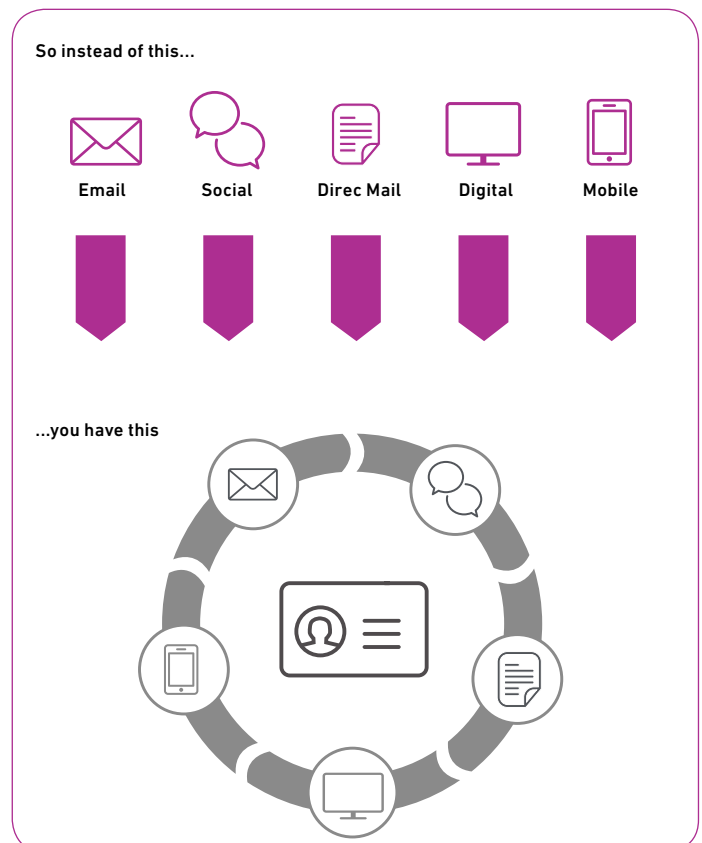 So instead of this...
Email Social Direc Mail Digital Mobile
...you have this